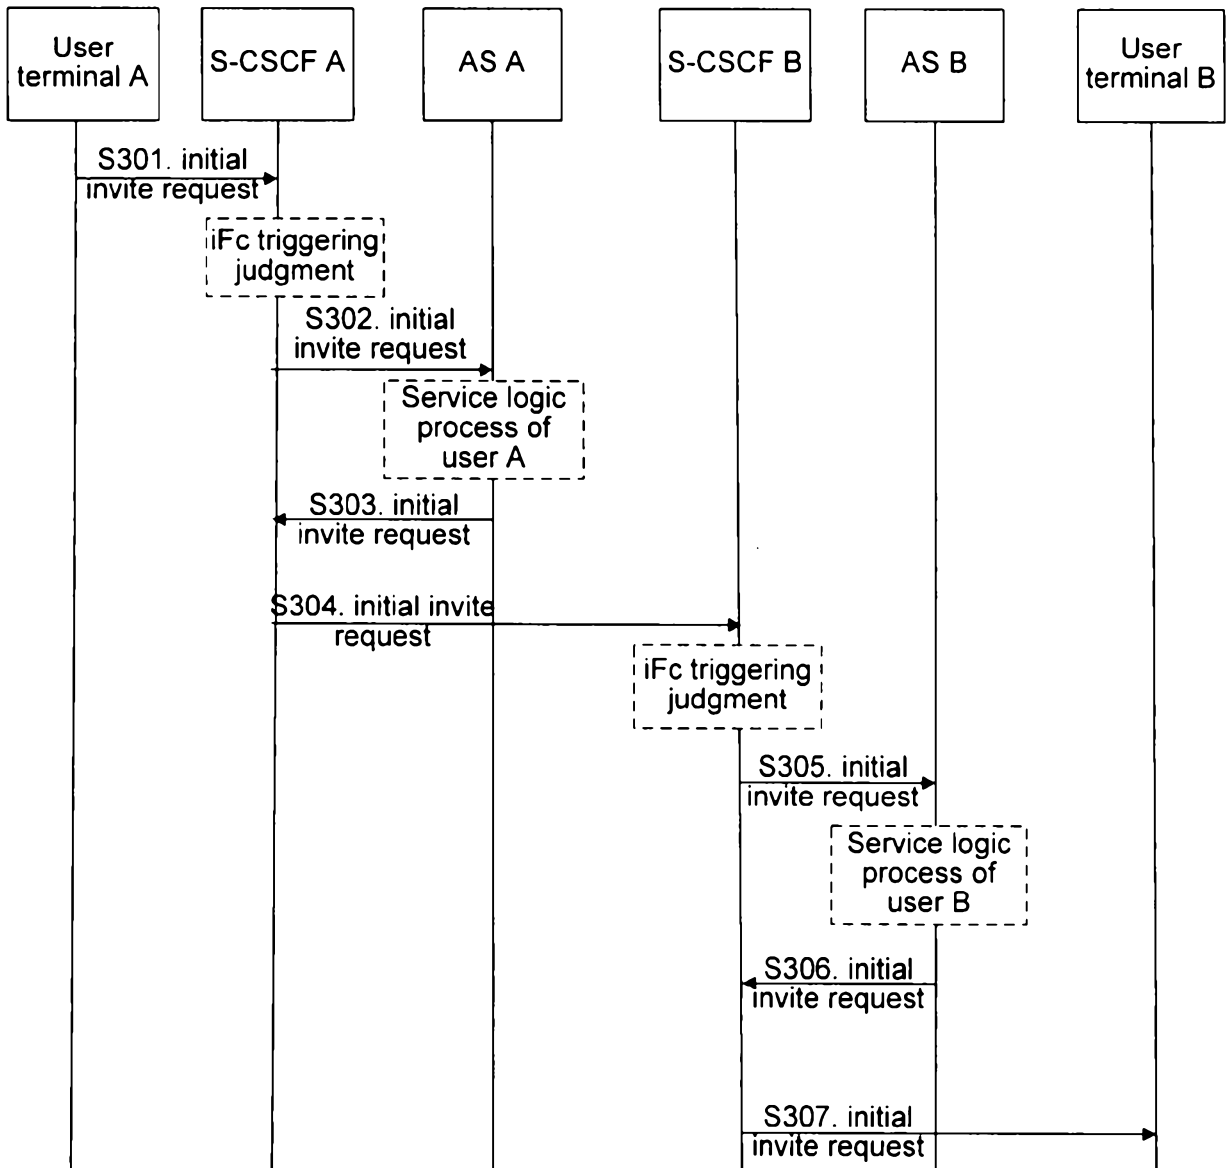 User
terminal A
S-CSCF A
AS A
S-CSCF B
AS B
User
terminal B
S301. initial
invite request
iFc triggering
judgment
S302. initial
invite request
Service logic
process of
user A
S303. initial
invite request
S304. initial invite
request
iFc triggering
judgment
S305. initial
invite request
Service logic
process of
user B
S306. initial
invite request
S307. initial
invite request